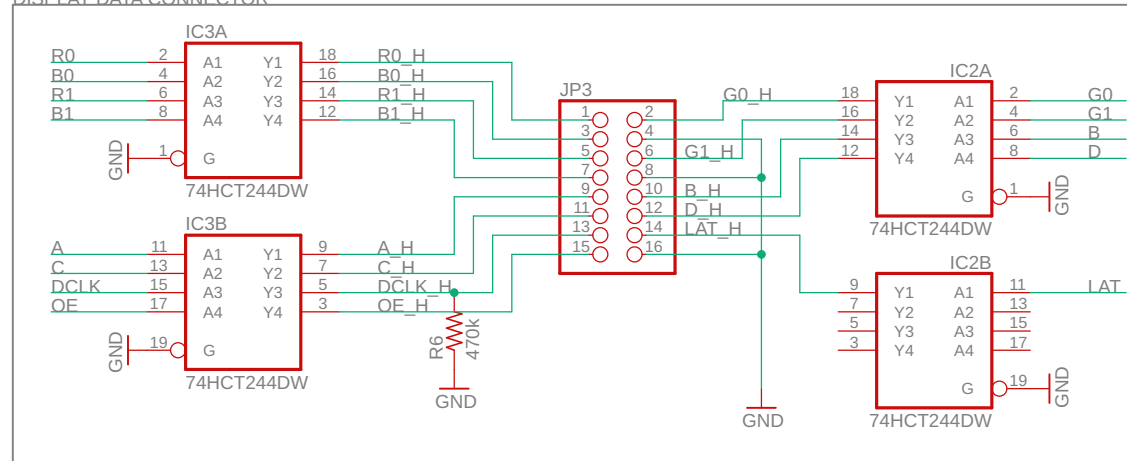 DISPLAY DATA CONNECTOR
IC3A
R0 2 A1 Y1 18 R0_H
B0 4 A2 Y2 16 B0_H
R1 6 A3 Y3 14 R1_H
B1 8 A4 Y4 12 B1_H
GND 1 G
74HCT244DW
IC3B
A 11 A1 Y1 9 A_H
C 13 A2 Y2 7 C_H
DCLK 15 A3 Y3 5 DCLK_H
OE 17 A4 Y4 3 OE_H
GND 19 G
74HCT244DW
R6
470k
GND
JP3
1 2
3 4
5 6
7 8
9 10
11 12
13 14
15 16
G0_H
G1_H
B_H
D_H
LAT_H
GND
IC2A
18 Y1 A1 2 G0
16 Y2 A2 4 G1
14 Y3 A3 6 B
12 Y4 A4 8 D
G 1 GND
74HCT244DW
IC2B
9 Y1 A1 11 LAT
7 Y2 A2 13
5 Y3 A3 15
3 Y4 A4 17
G 19 GND
74HCT244DW